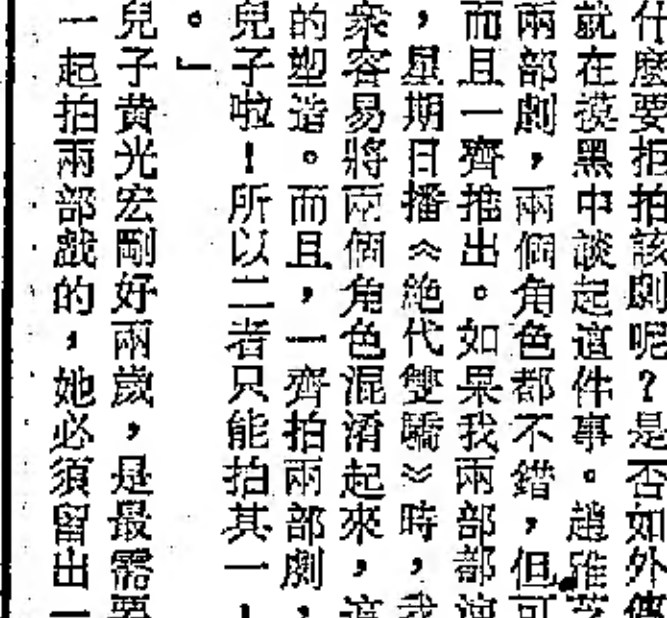 什麼要拒拍該劇呢?是否如外傳
就在摸黑中談起這件事。趙雅芝
兩部劇,兩個角色都不錯,但可
而且一齊推出。如果我兩部
,星期日播《絶代雙驕》時,我
衆容易將兩個角色混淆起來,這
的塑造。而且,一齊拍兩部劇,
兒子啦!所以二者只能拍其一!
。」
兒子黄光宏剛好兩歲,是最需要
一起拍兩部戲的,她必須留出一